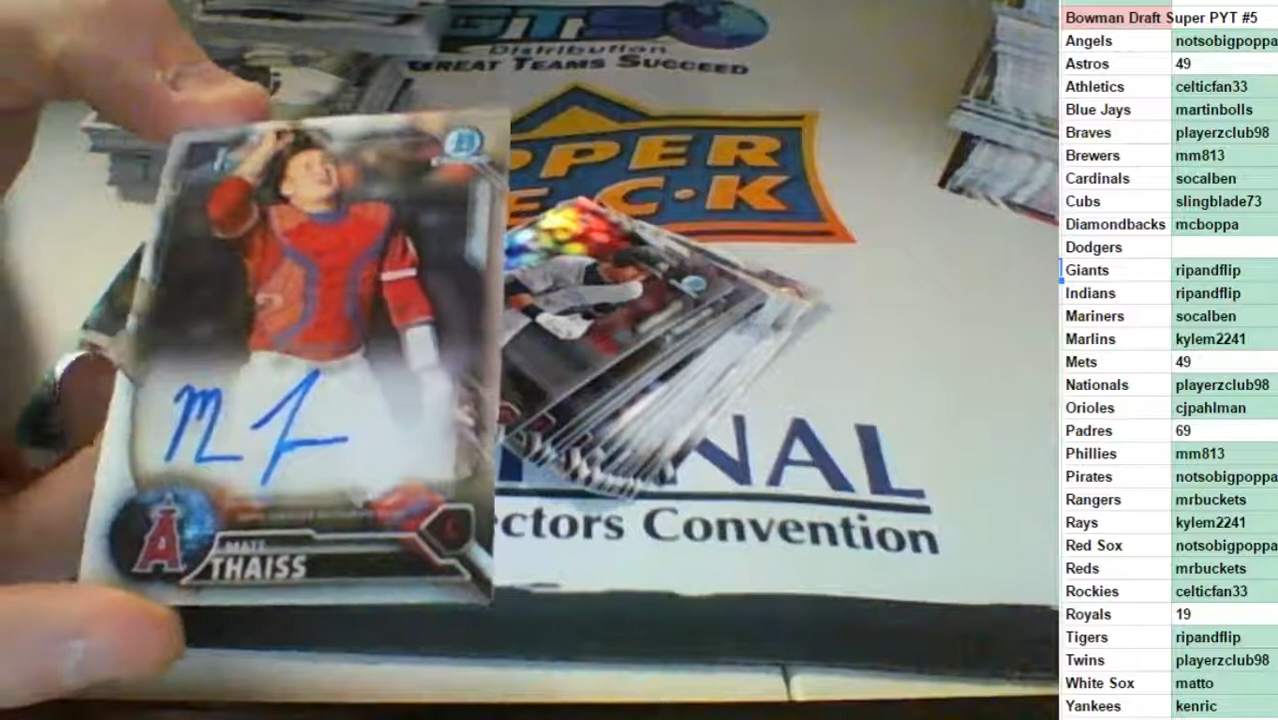 GTS
Distribution
GREAT TEAMS SUCCEED
PPER
DECK
NAL
ectors Convention
M T
MATT
THAISS
A
C
Bowman Draft Super PYT #5
Angels notsobigpoppa
Astros 49
Athletics celticfan33
Blue Jays martinbolls
Braves playerzclub98
Brewers mm813
Cardinals socalben
Cubs slingblade73
Diamondbacks mcboppa
Dodgers
Giants ripandflip
Indians ripandflip
Mariners socalben
Marlins kylem2241
Mets 49
Nationals playerzclub98
Orioles cjpahlman
Padres 69
Phillies mm813
Pirates notsobigpoppa
Rangers mrbuckets
Rays kylem2241
Red Sox notsobigpoppa
Reds mrbuckets
Rockies celticfan33
Royals 19
Tigers ripandflip
Twins playerzclub98
White Sox matto
Yankees kenric